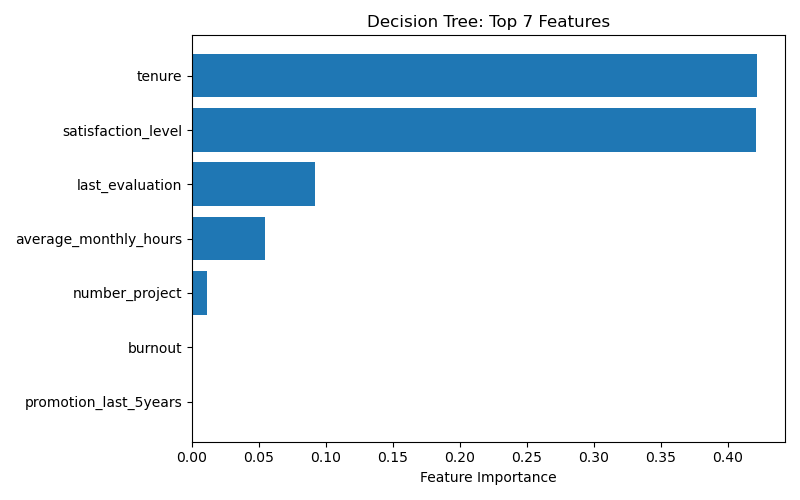 Decision Tree: Top 7 Features
tenure
satisfaction_level
last_evaluation
average_monthly_hours
number_project
burnout
promotion_last_5years
0.00 0.05 0.10 0.15 0.20 0.25 0.30 0.35 0.40
Feature Importance